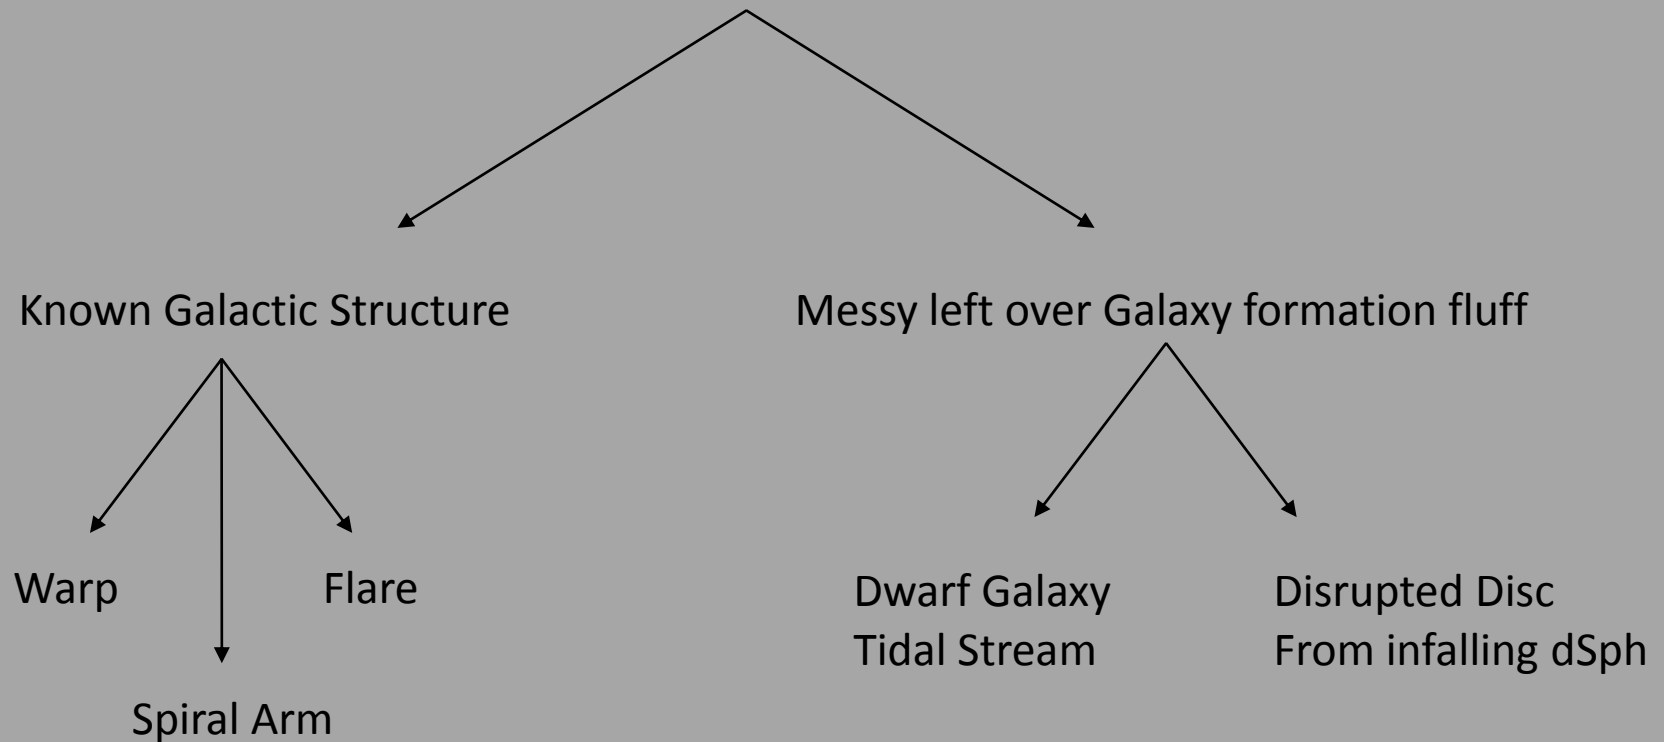 Known Galactic Structure
Messy left over Galaxy formation fluff
Warp
Flare
Spiral Arm
Dwarf Galaxy
Tidal Stream
Disrupted Disc
From infalling dSph